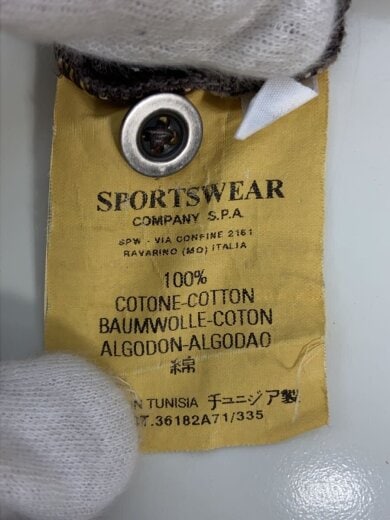 SPORTSWEAR
COMPANY S.P.A.
SPW - VIA CONFINE 2161
RAVARINO (MO) ITALIA
100%
COTONE-COTTON
BAUMWOLLE-COTON
ALGODON-ALGODAO
綿
IN TUNISIA チュニジア製
T.36182A71/335